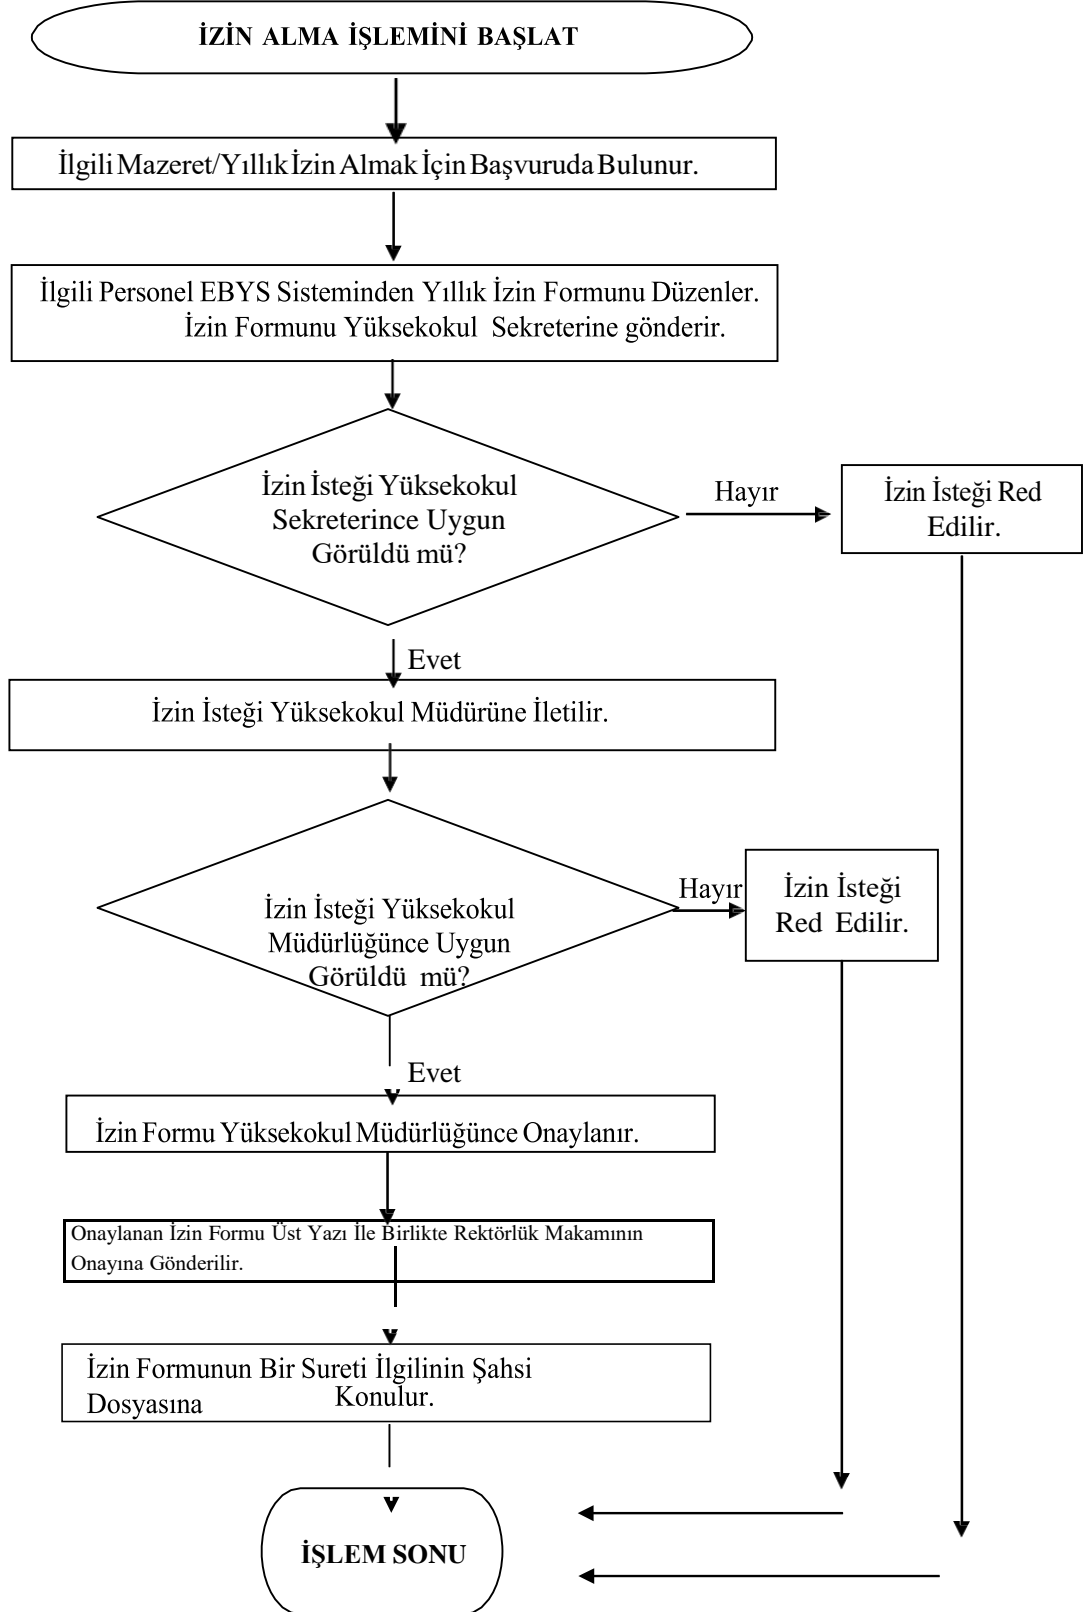 İZİN ALMA İŞLEMİNİ BAŞLAT
İlgili Mazeret/Yıllık İzin Almak İçin Başvuruda Bulunur.
İlgili Personel EBYS Sisteminden Yıllık İzin Formunu Düzenler.
İzin Formunu Yüksekokul Sekreterine gönderir.
İzin İsteği Yüksekokul
Sekreterince Uygun
Görüldü mü?
Hayır
İzin İsteği Red
Edilir.
Evet
İzin İsteği Yüksekokul Müdürüne İletilir.
İzin İsteği Yüksekokul
Müdürlüğünce Uygun
Görüldü mü?
Hayır
İzin İsteği
Red Edilir.
Evet
İzin Formu Yüksekokul Müdürlüğünce Onaylanır.
Onaylanan İzin Formu Üst Yazı İle Birlikte Rektörlük Makamının
Onayına Gönderilir.
İzin Formunun Bir Sureti İlgilinin Şahsi
Dosyasına Konulur.
İŞLEM SONU